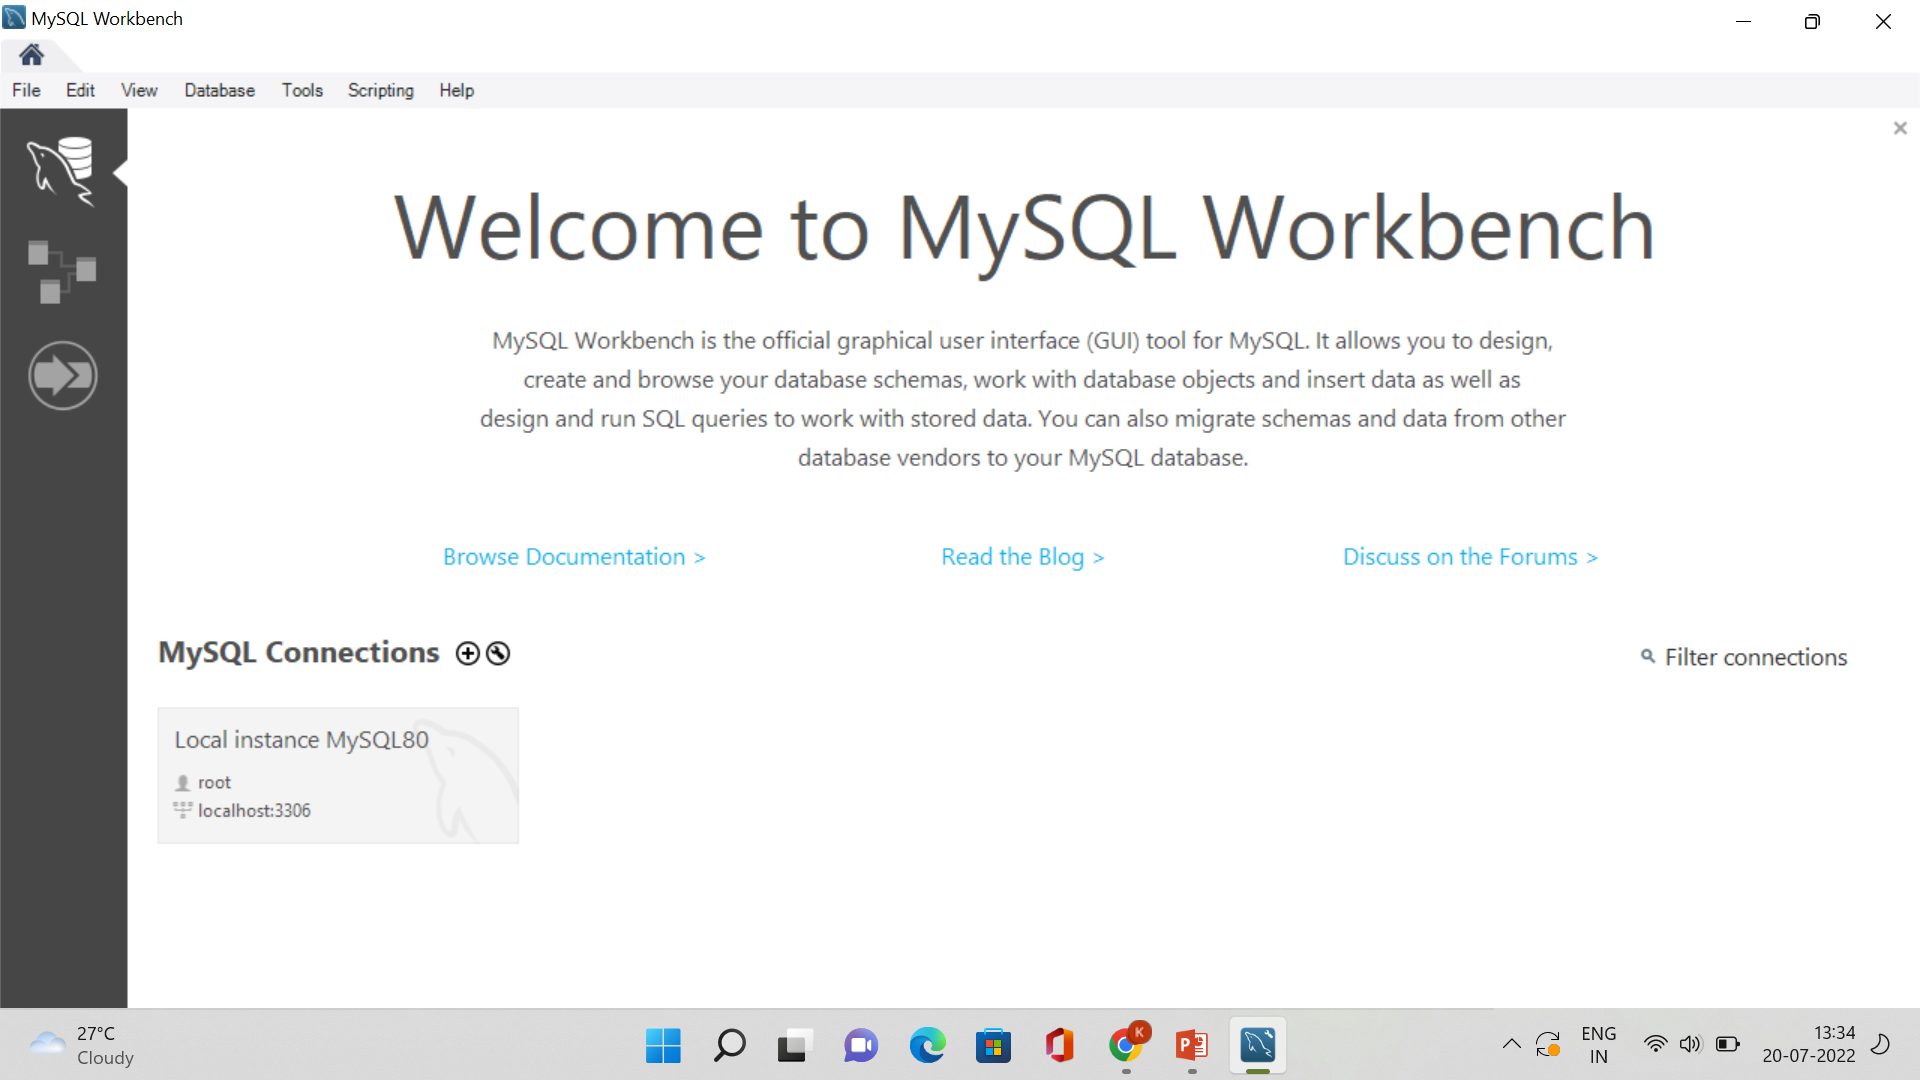 MySQL Workbench
File Edit View Database Tools Scripting Help
Welcome to MySQL Workbench
MySQL Workbench is the official graphical user interface (GUI) tool for MySQL. It allows you to design,
create and browse your database schemas, work with database objects and insert data as well as
design and run SQL queries to work with stored data. You can also migrate schemas and data from other
database vendors to your MySQL database.
Browse Documentation > Read the Blog > Discuss on the Forums >
MySQL Connections Filter connections
Local instance MySQL80
root
localhost:3306
27°C
Cloudy
K
P
ENG
IN
13:34
20-07-2022